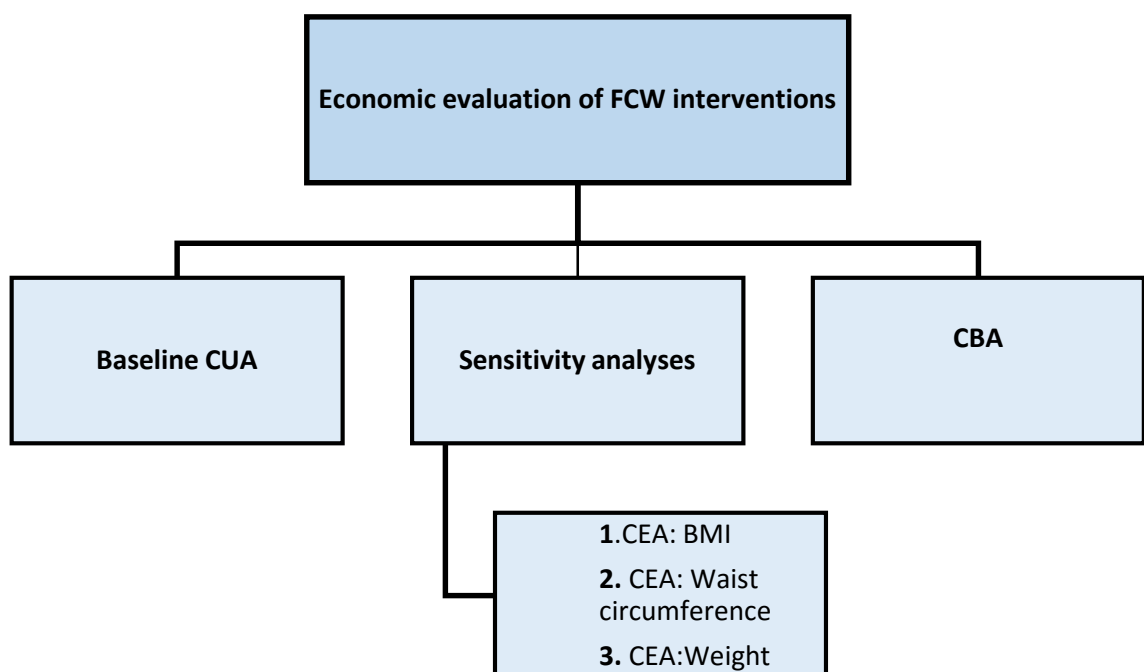 Economic evaluation of FCW interventions
Baseline CUA
Sensitivity analyses
CBA
1.CEA: BMI
2. CEA: Waist
circumference
3. CEA:Weight